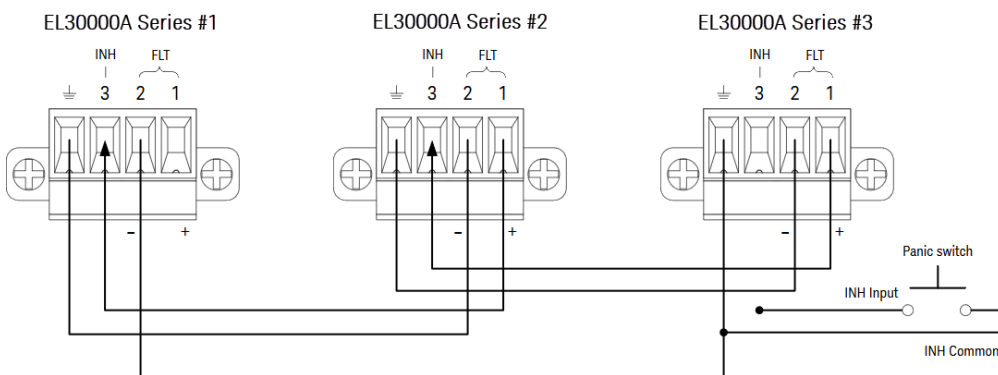 EL30000A Series #1
EL30000A Series #2
EL30000A Series #3
INH FLT
INH FLT
INH FLT
3 2 1
3 2 1
3 2 1
- +
- +
- +
Panic switch
INH Input
INH Common